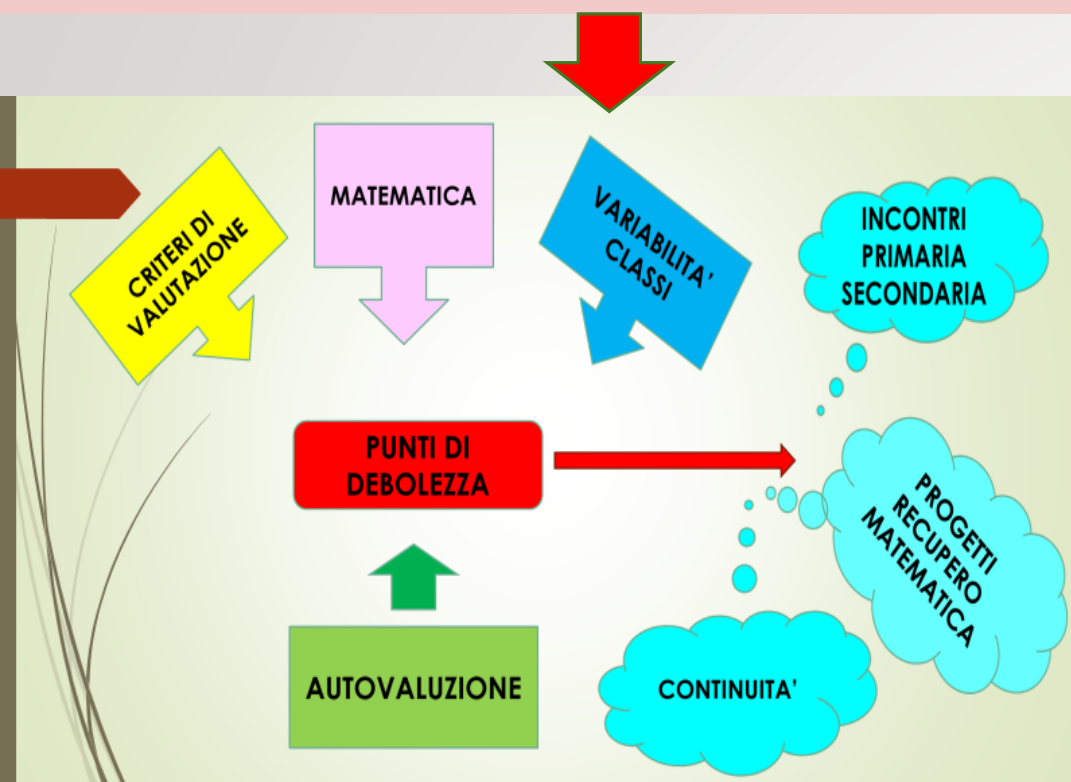 CRITERI DI
VALUTAZIONE
MATEMATICA
VARIABILITA’
CLASSI
INCONTRI
PRIMARIA
SECONDARIA
PUNTI DI
DEBOLEZZA
PROGETTI
RECUPERO
MATEMATICA
AUTOVALUZIONE
CONTINUITA’